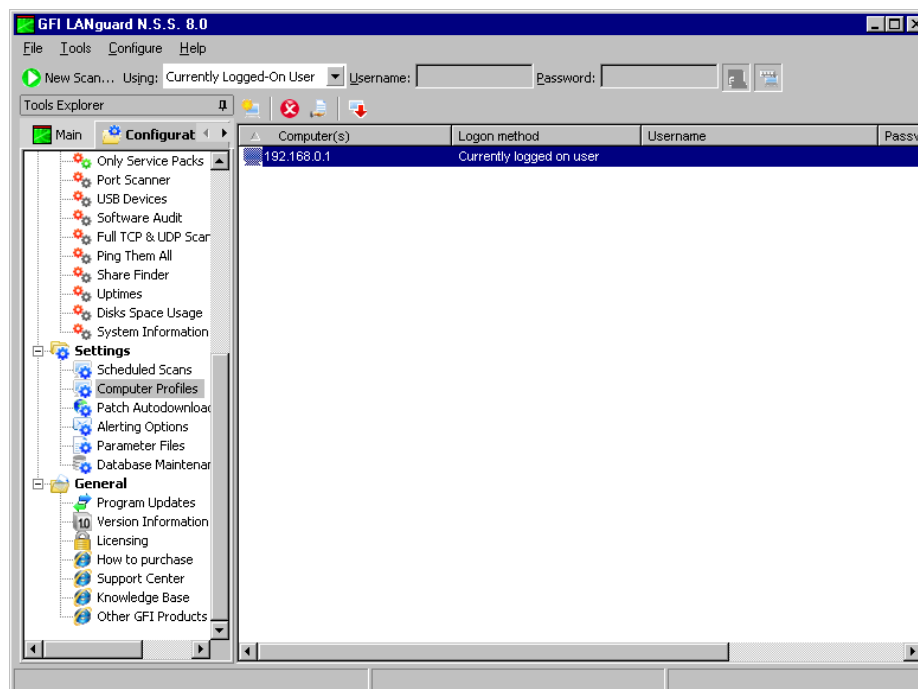 GFI LANguard N.S.S. 8.0
File Tools Configure Help
New Scan... Using: Currently Logged-On User Username: Password:
Tools Explorer
Main Configurat
Computer(s) Logon method Username Passv
192.168.0.1 Currently logged on user
Only Service Packs
Port Scanner
USB Devices
Software Audit
Full TCP & UDP Scar
Ping Them All
Share Finder
Uptimes
Disks Space Usage
System Information
Settings
Scheduled Scans
Computer Profiles
Patch Autodownload
Alerting Options
Parameter Files
Database Maintenar
General
Program Updates
10 Version Information
Licensing
How to purchase
Support Center
Knowledge Base
Other GFI Products